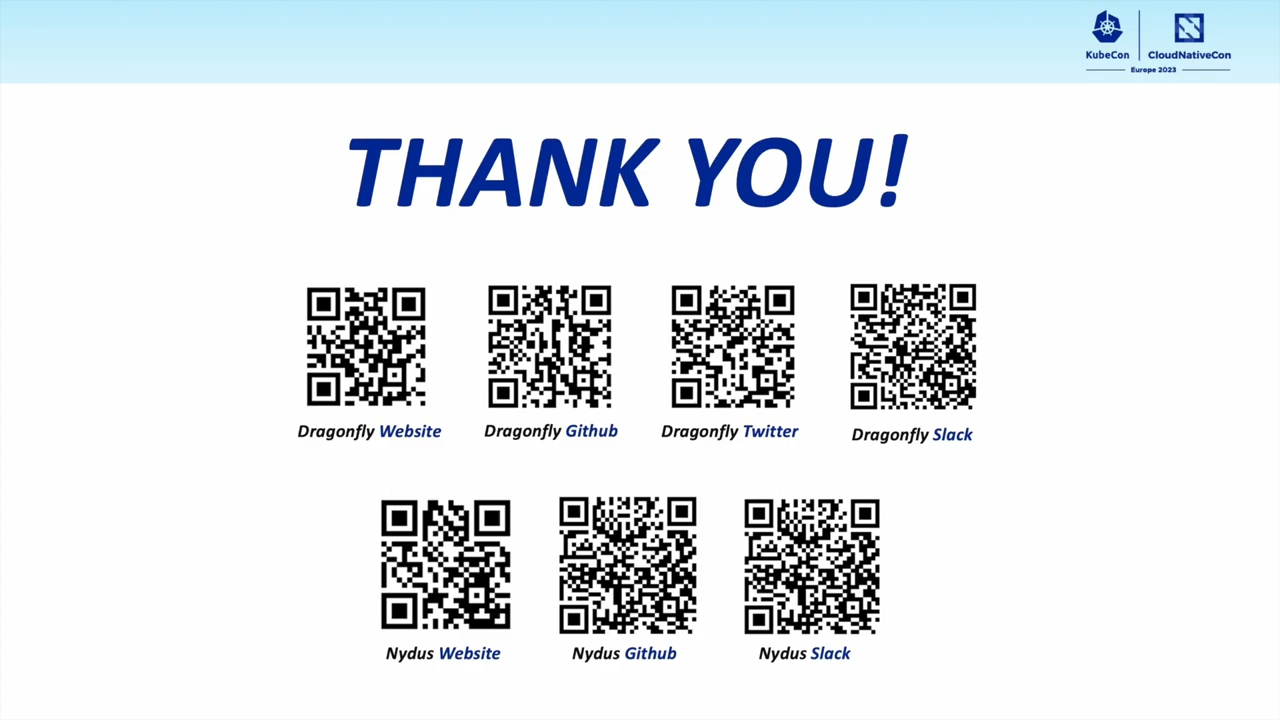 KubeCon
CloudNativeCon
Europe 2023
THANK YOU!
Dragonfly Website
Dragonfly Github
Dragonfly Twitter
Dragonfly Slack
Nydus Website
Nydus Github
Nydus Slack